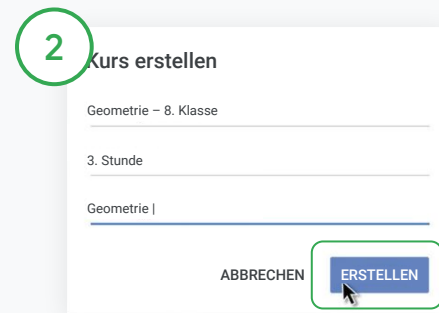 2
Kurs erstellen
Geometrie – 8. Klasse
3. Stunde
Geometrie |
ABBRECHEN ERSTELLEN